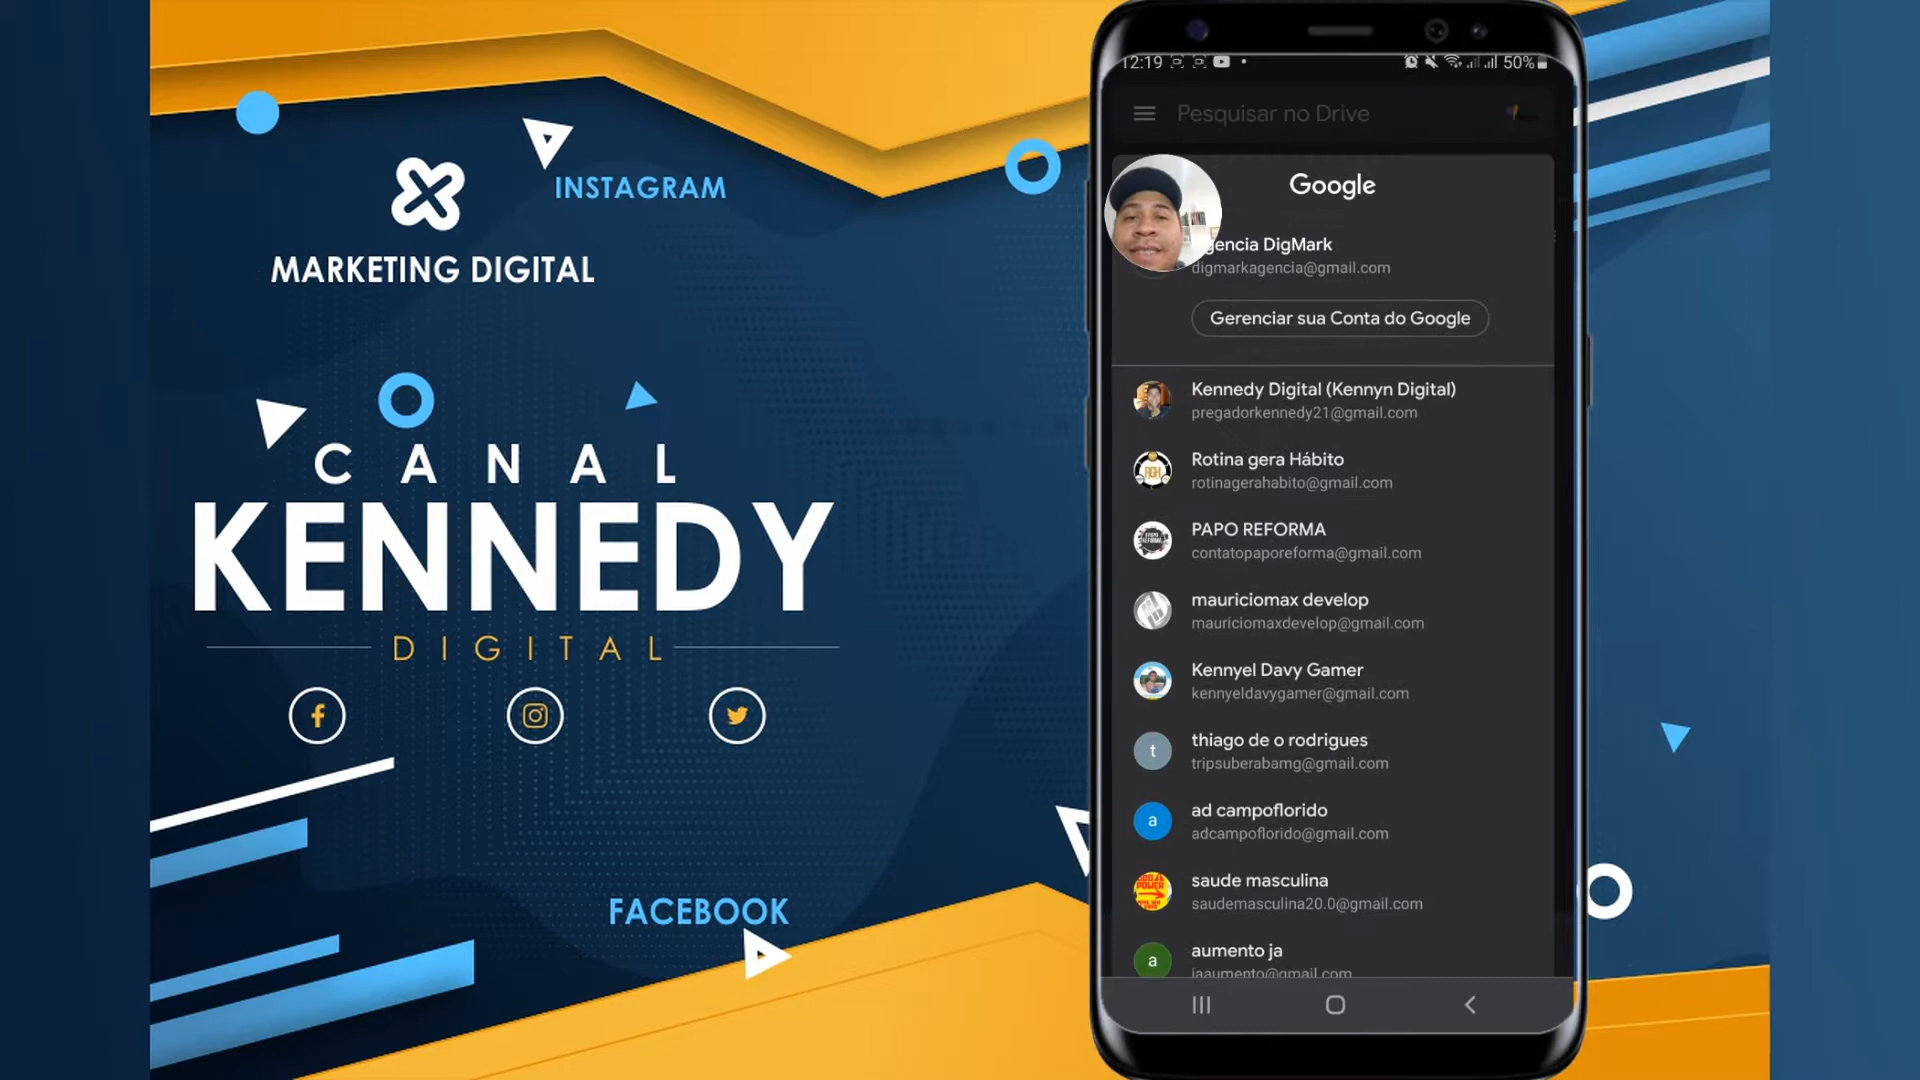 INSTAGRAM
MARKETING DIGITAL
CANAL
KENNEDY
DIGITAL
FACEBOOK
12:19
50%
Pesquisar no Drive
Google
gencia DigMark
digmarkagencia@gmail.com
Gerenciar sua Conta do Google
Kennedy Digital (Kennyn Digital)
pregadorkennedy21@gmail.com
Rotina gera Hábito
rotinagerahabito@gmail.com
PAPO REFORMA
contatopaporeforma@gmail.com
mauriciomax develop
mauriciomaxdevelop@gmail.com
Kennyel Davy Gamer
kennyeldavygamer@gmail.com
t
thiago de o rodrigues
tripsuberabamg@gmail.com
a
ad campoflorido
adcampoflorido@gmail.com
saude masculina
saudemasculina20.0@gmail.com
a
aumento ja
jaaumento@gmail.com